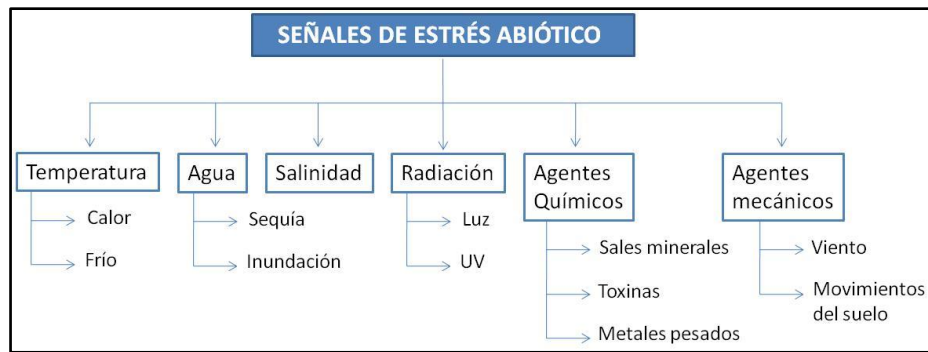 SEÑALES DE ESTRÉS ABIÓTICO
Temperatura
Calor
Frío
Agua
Sequía
Inundación
Salinidad
Radiación
Luz
UV
Agentes
Químicos
Sales minerales
Toxinas
Metales pesados
Agentes
mecánicos
Viento
Movimientos
del suelo